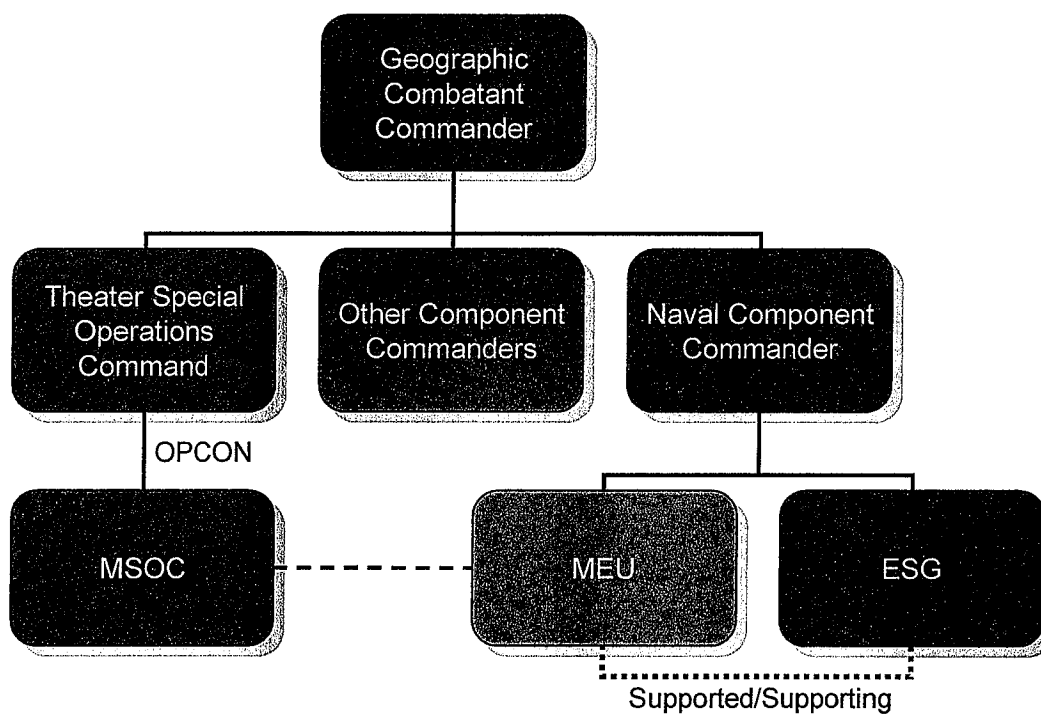 Geographic
Combatant
Commander
Theater Special
Operations
Command
Other Component
Commanders
Naval Component
Commander
OPCON
MSOC
MEU
ESG
Supported/Supporting